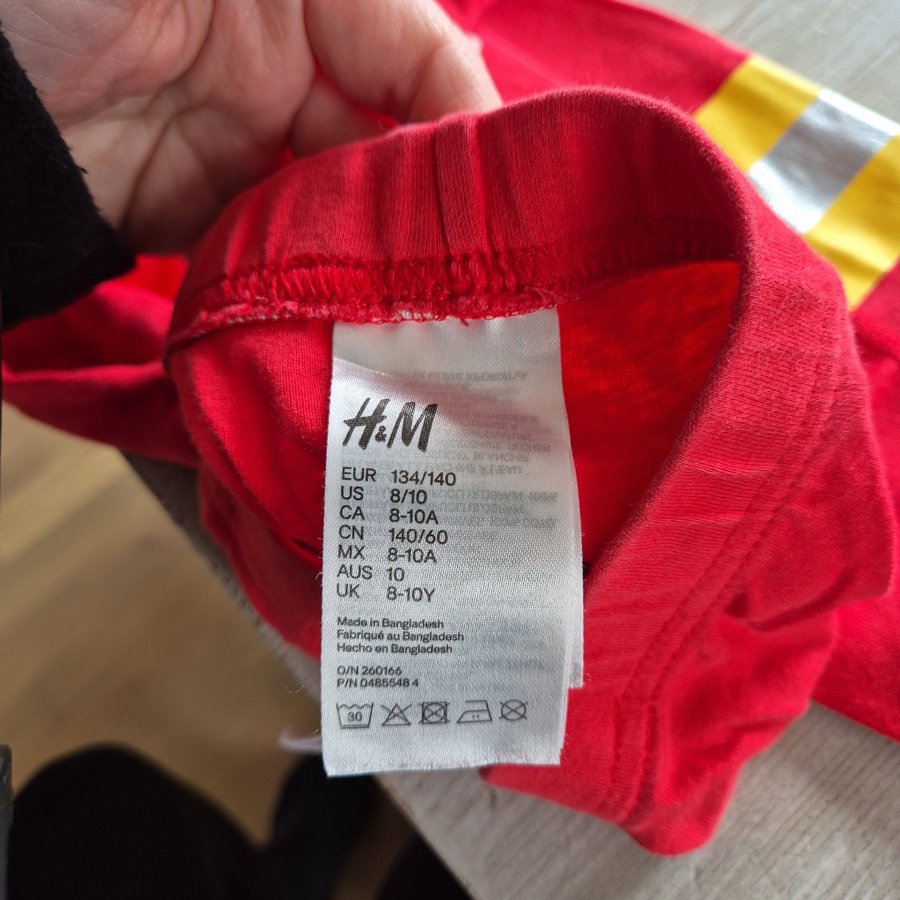 H&M
EUR 134/140
US 8/10
CA 8-10A
CN 140/60
MX 8-10A
AUS 10
UK 8-10Y
Made in Bangladesh
Fabriqué au Bangladesh
Hecho en Bangladesh
O/N 260166
P/N 0485548 4
30